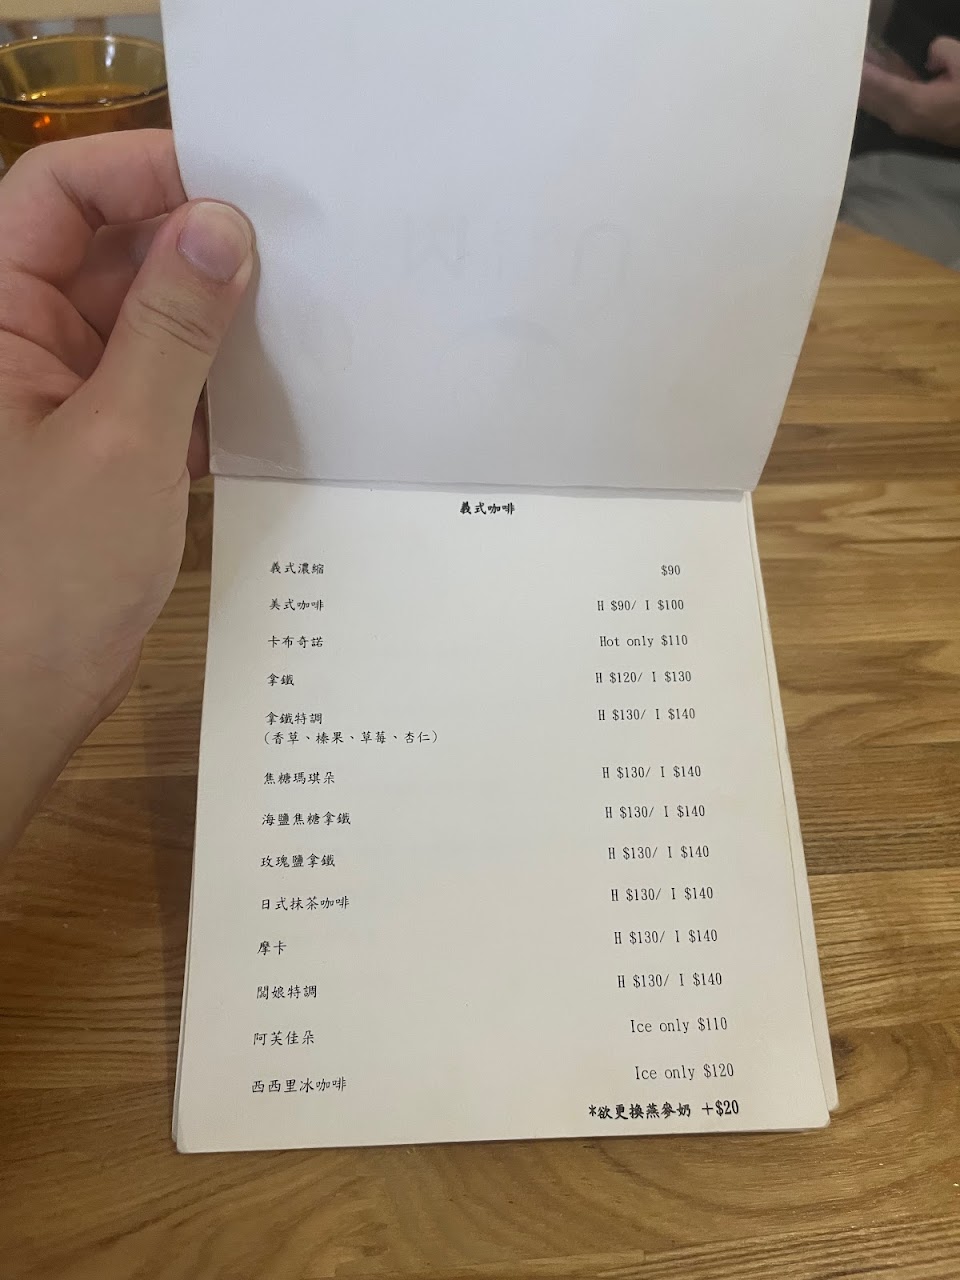 義式咖啡
義式濃縮 $90
美式咖啡 H $90/ I $100
卡布奇諾 Hot only $110
拿鐵 H $120/ I $130
拿鐵特調 H $130/ I $140
(香草、榛果、草莓、杏仁)
焦糖瑪琪朵 H $130/ I $140
海鹽焦糖拿鐵 H $130/ I $140
玫瑰鹽拿鐵 H $130/ I $140
日式抹茶咖啡 H $130/ I $140
摩卡 H $130/ I $140
闆娘特調 H $130/ I $140
阿芙佳朵 Ice only $110
西西里冰咖啡 Ice only $120
*欲更換燕麥奶 +$20